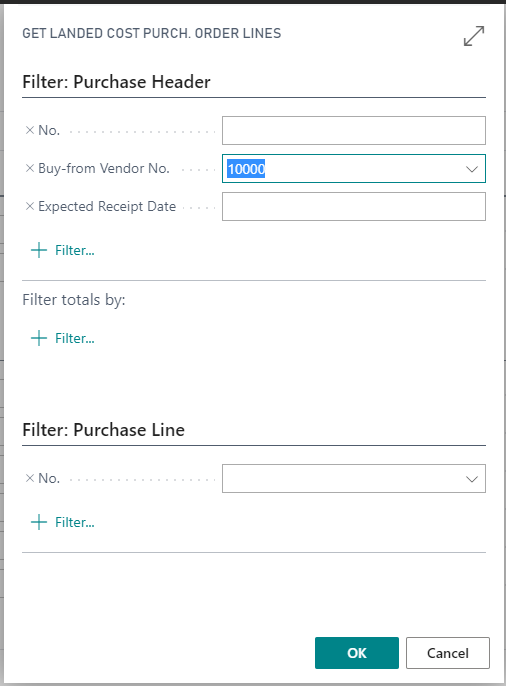 GET LANDED COST PURCH. ORDER LINES
Filter: Purchase Header
× No.
× Buy-from Vendor No. 10000
× Expected Receipt Date
+ Filter...
Filter totals by:
+ Filter...
Filter: Purchase Line
× No.
+ Filter...
OK Cancel